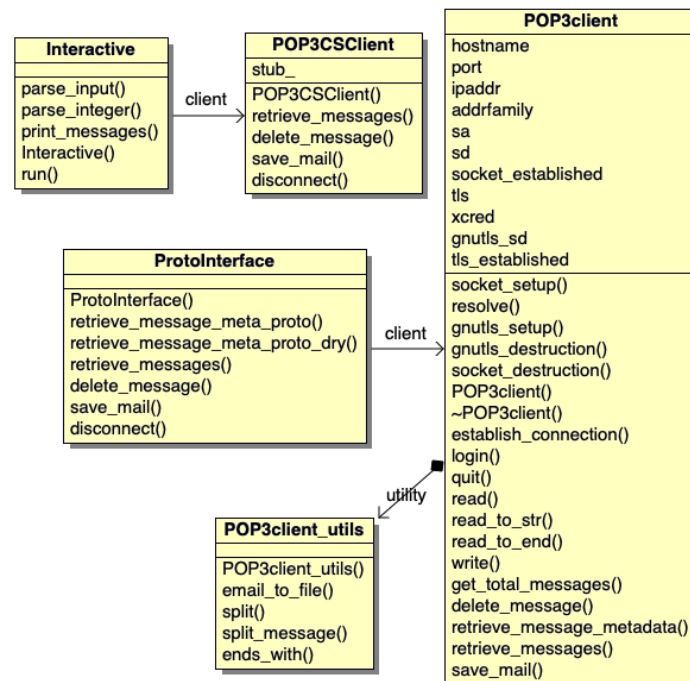 Interactive
parse_input()
parse_integer()
print_messages()
Interactive()
run()
client
POP3CSClient
stub_
POP3CSClient()
retrieve_messages()
delete_message()
save_mail()
disconnect()
POP3client
hostname
port
ipaddr
addrfamily
sa
sd
socket_established
tls
xcred
gnutls_sd
tls_established
socket_setup()
resolve()
gnutls_setup()
gnutls_destruction()
socket_destruction()
POP3client()
~POP3client()
establish_connection()
login()
quit()
read()
read_to_str()
read_to_end()
write()
get_total_messages()
delete_message()
retrieve_message_metadata()
retrieve_messages()
save_mail()
ProtoInterface
ProtoInterface()
retrieve_message_meta_proto()
retrieve_message_meta_proto_dry()
retrieve_messages()
delete_message()
save_mail()
disconnect()
client
utility
POP3client_utils
POP3client_utils()
email_to_file()
split()
split_message()
ends_with()